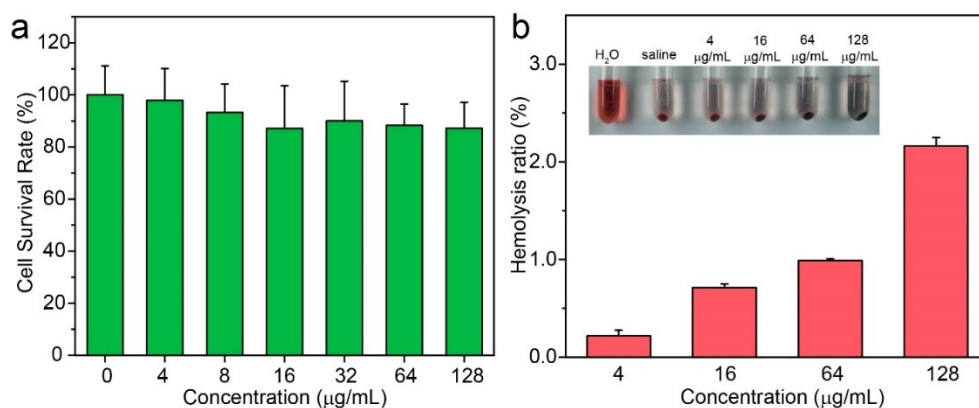 a
120
100
80
60
40
20
0
Cell Survival Rate (%)
0 4 8 16 32 64 128
Concentration (μg/mL)
b
H₂O saline 4 μg/mL 16 μg/mL 64 μg/mL 128 μg/mL
3.0
2.0
1.0
0.0
Hemolysis ratio (%)
4 16 64 128
Concentration (μg/mL)